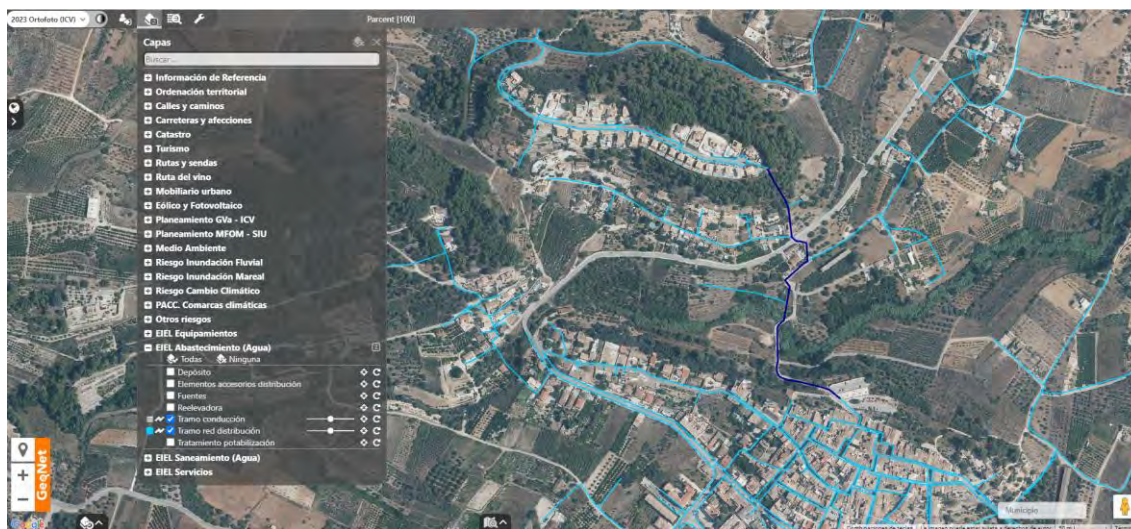 2023 Ortofoto (ICV)
Parcent [100]
Capas
Buscar...
Información de Referencia
Ordenación territorial
Calles y caminos
Carreteras y afecciones
Catastro
Turismo
Rutas y sendas
Ruta del vino
Mobiliario urbano
Eólico y Fotovoltaico
Planeamiento GVa - ICV
Planeamiento MFOM - SIU
Medio Ambiente
Riesgo Inundación Fluvial
Riesgo Inundación Mareal
Riesgo Cambio Climático
PACC. Comarcas climáticas
Otros riesgos
EIEL Equipamientos
EIEL Abastecimiento (Agua)
Todas Ninguna
Depósito
Elementos accesorios distribución
Fuentes
Reelevadora
Tramo conducción
Tramo red distribución
Tratamiento potabilización
EIEL Saneamiento (Agua)
EIEL Servicios
GeoNet
Google
Municipio